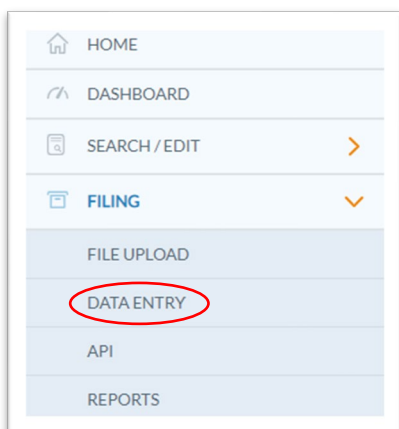 HOME
DASHBOARD
SEARCH / EDIT
FILING
FILE UPLOAD
DATA ENTRY
API
REPORTS